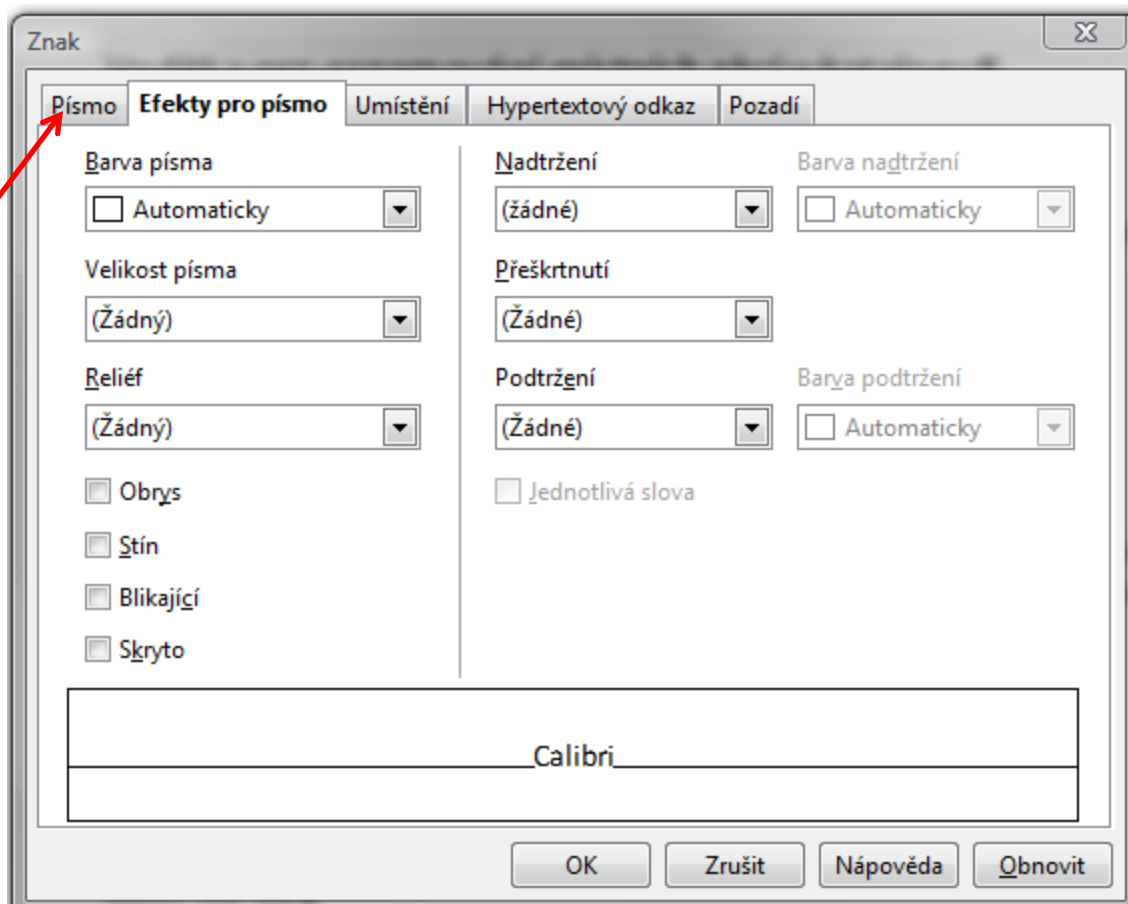 Znak
Písmo Efekty pro písmo Umístění Hypertextový odkaz Pozadí
Barva písma Nadtržení Barva nadtržení
Automaticky (žádné) Automaticky
Velikost písma Přeškrtnutí
(Žádný) (Žádné)
Reliéf Podtržení Barva podtržení
(Žádný) (Žádné) Automaticky
Obrys Jednotlivá slova
Stín
Blikající
Skryto
Calibri
OK Zrušit Nápověda Obnovit